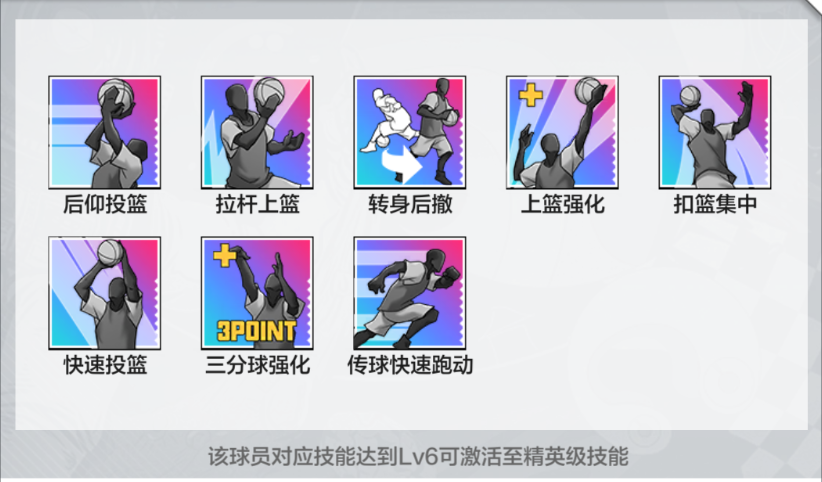 后仰投篮
拉杆上篮
转身后撤
上篮强化
扣篮集中
快速投篮
3POINT
三分球强化
传球快速跑动
该球员对应技能达到Lv6可激活至精英级技能